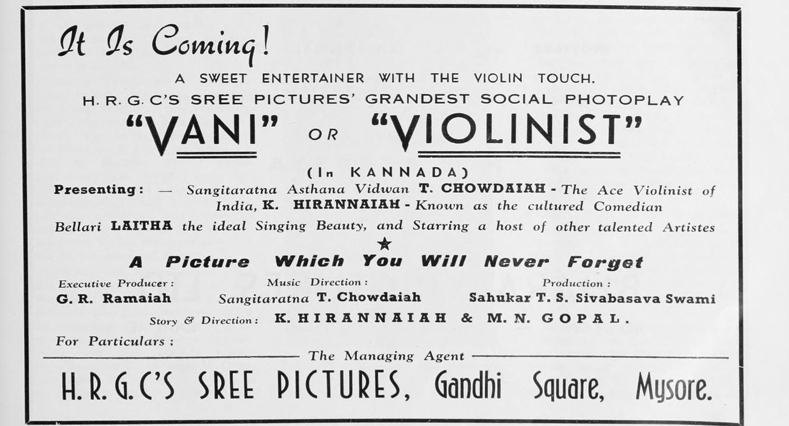 It Is Coming!
A SWEET ENTERTAINER WITH THE VIOLIN TOUCH.
H. R. G. C'S SREE PICTURES' GRANDEST SOCIAL PHOTOPLAY
"VANI" OR "VIOLINIST"
(In KANNADA)
Presenting: — Sangitaratna Asthana Vidwan T. CHOWDAIAH - The Ace Violinist of
India, K. HIRANNAIAH - Known as the cultured Comedian
Bellari LAITHA the ideal Singing Beauty, and Starring a host of other talented Artistes
★
A Picture Which You Will Never Forget
Executive Producer: Music Direction: Production:
G. R. Ramaiah Sangitaratna T. Chowdaiah Sahukar T. S. Sivabasava Swami
Story & Direction: K. HIRANNAIAH & M. N. GOPAL.
For Particulars:
The Managing Agent
H. R. G. C'S SREE PICTURES, Gandhi Square, Mysore.